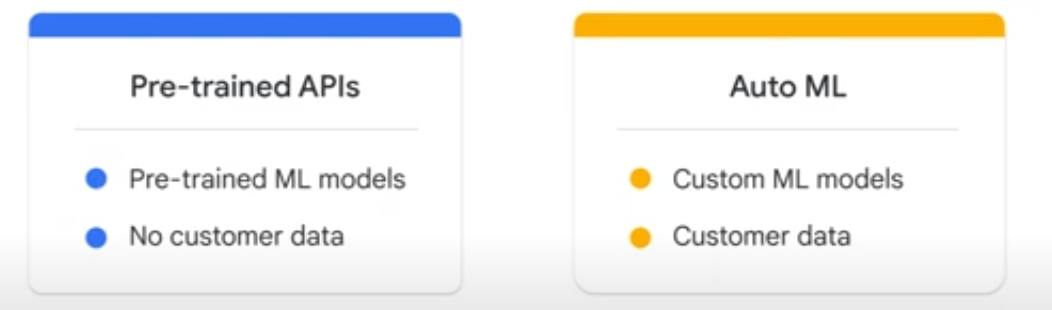 Pre-trained APIs
Pre-trained ML models
No customer data
Auto ML
Custom ML models
Customer data